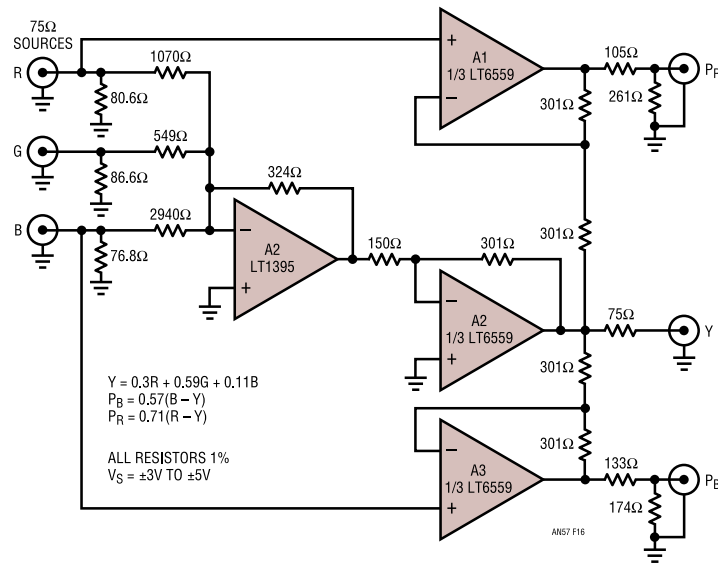 75Ω
SOURCES
R
1070Ω
80.6Ω
G
549Ω
86.6Ω
B
2940Ω
76.8Ω
324Ω
−
+
A2
LT1395
150Ω
+
−
A1
1/3 LT6559
105Ω
261Ω
PR
301Ω
301Ω
301Ω
−
+
A2
1/3 LT6559
75Ω
Y
301Ω
301Ω
−
+
A3
1/3 LT6559
133Ω
174Ω
PB
Y = 0.3R + 0.59G + 0.11B
PB = 0.57(B – Y)
PR = 0.71(R – Y)
ALL RESISTORS 1%
VS = ±3V TO ±5V
AN57 F16